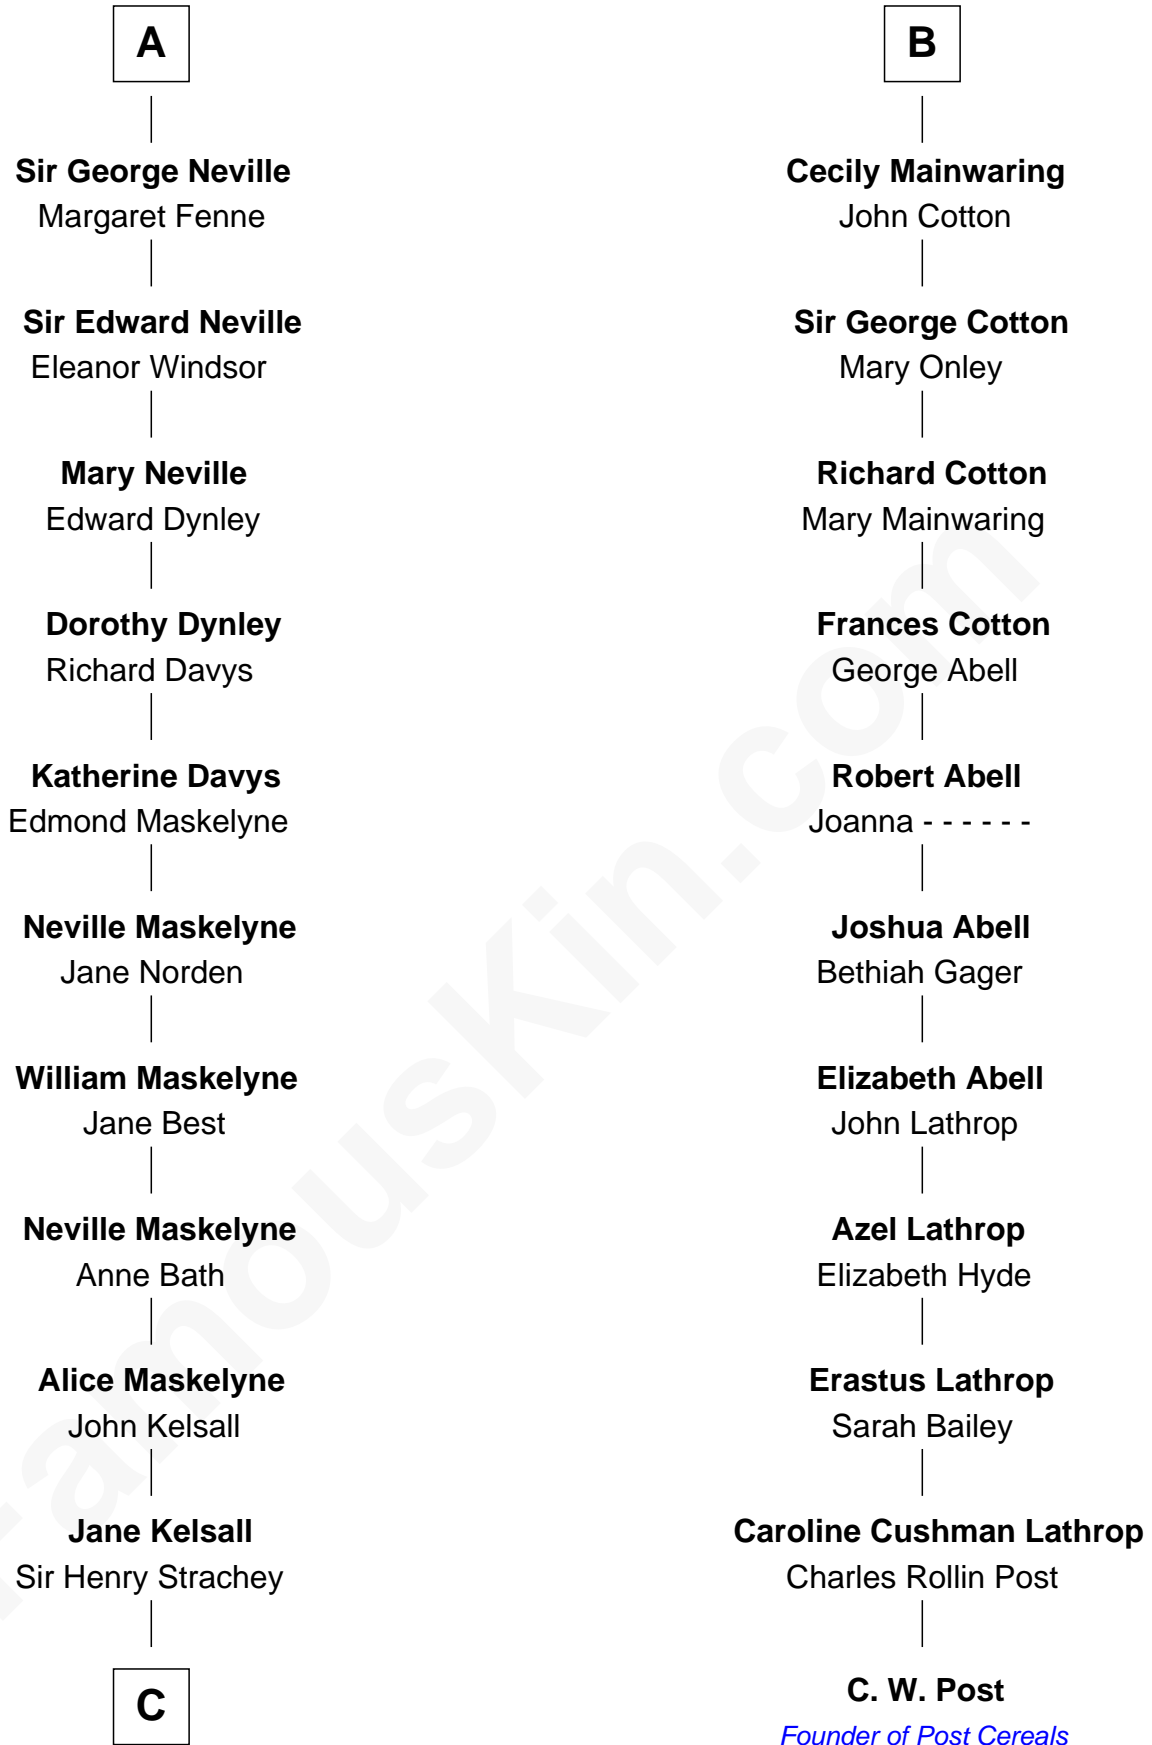 A
Sir George Neville
Margaret Fenne
Sir Edward Neville
Eleanor Windsor
Mary Neville
Edward Dynley
Dorothy Dynley
Richard Davys
Katherine Davys
Edmond Maskelyne
Neville Maskelyne
Jane Norden
William Maskelyne
Jane Best
Neville Maskelyne
Anne Bath
Alice Maskelyne
John Kelsall
Jane Kelsall
Sir Henry Strachey
C
B
Cecily Mainwaring
John Cotton
Sir George Cotton
Mary Onley
Richard Cotton
Mary Mainwaring
Frances Cotton
George Abell
Robert Abell
Joanna - - - - - -
Joshua Abell
Bethiah Gager
Elizabeth Abell
John Lathrop
Azel Lathrop
Elizabeth Hyde
Erastus Lathrop
Sarah Bailey
Caroline Cushman Lathrop
Charles Rollin Post
C. W. Post
Founder of Post Cereals
FamousKin.com